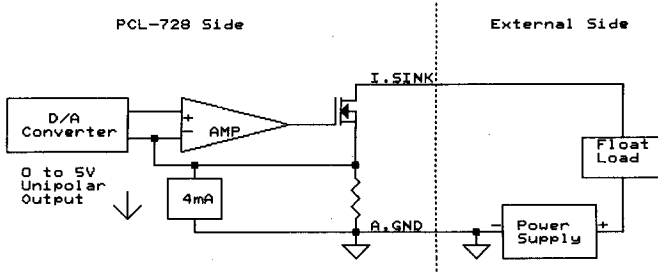 PCL-728 Side
External Side
I.SINK
D/A
Converter
+
−
AMP
Float
Load
0 to 5V
Unipolar
Output
4mA
A.GND
−
Power
Supply
+